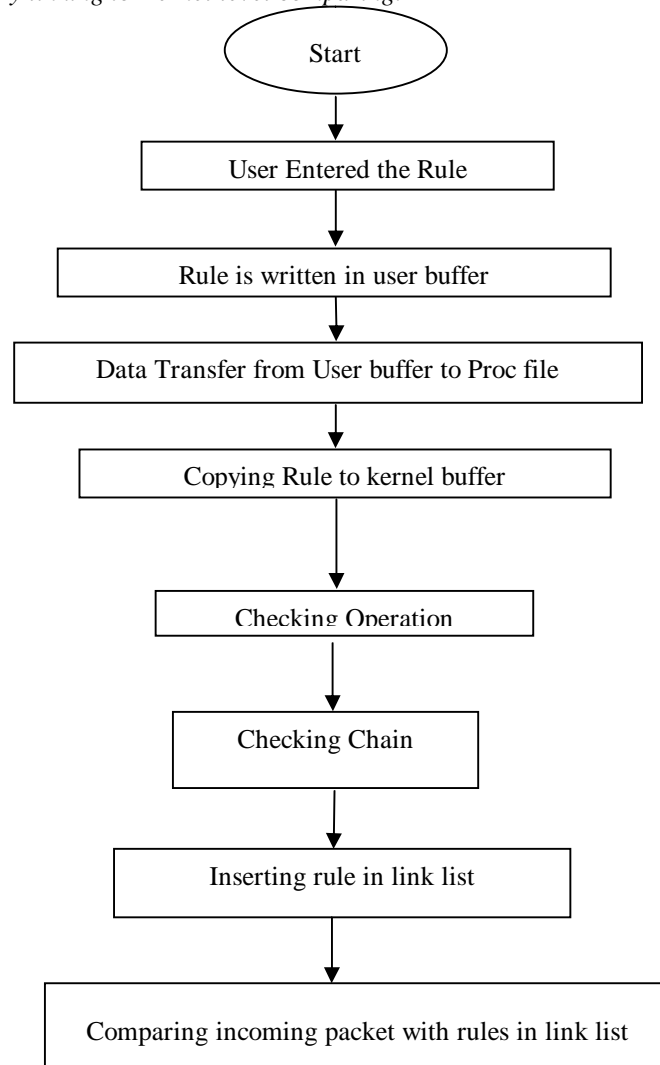 Start
User Entered the Rule
Rule is written in user buffer
Data Transfer from User buffer to Proc file
Copying Rule to kernel buffer
Checking Operation
Checking Chain
Inserting rule in link list
Comparing incoming packet with rules in link list